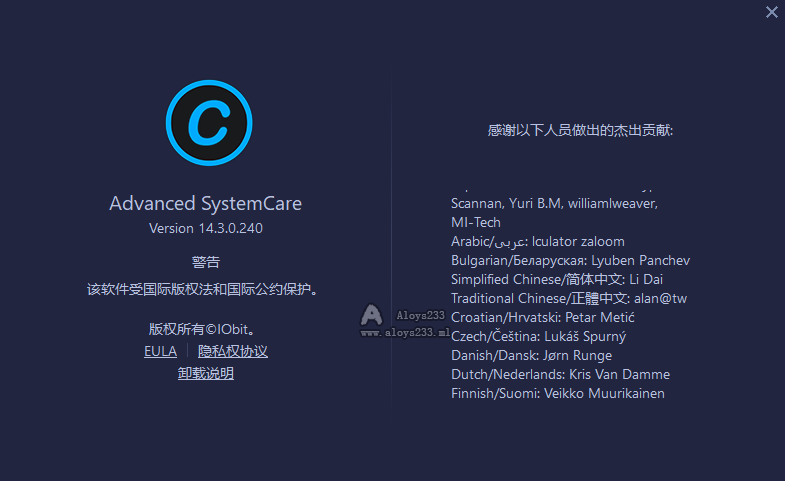 Advanced SystemCare
Version 14.3.0.240
警告
该软件受国际版权法和国际公约保护。
版权所有©IObit。
EULA | 隐私权协议
卸载说明
感谢以下人员做出的杰出贡献:
Scannan, Yuri B.M, williamlweaver,
MI-Tech
Arabic/عربى: lculator zaloom
Bulgarian/Беларуская: Lyuben Panchev
Simplified Chinese/简体中文: Li Dai
Traditional Chinese/正體中文: alan@tw
Croatian/Hrvatski: Petar Metić
Czech/Čeština: Lukáš Spurný
Danish/Dansk: Jørn Runge
Dutch/Nederlands: Kris Van Damme
Finnish/Suomi: Veikko Muurikainen
Aloys233
www.aloys233.ml